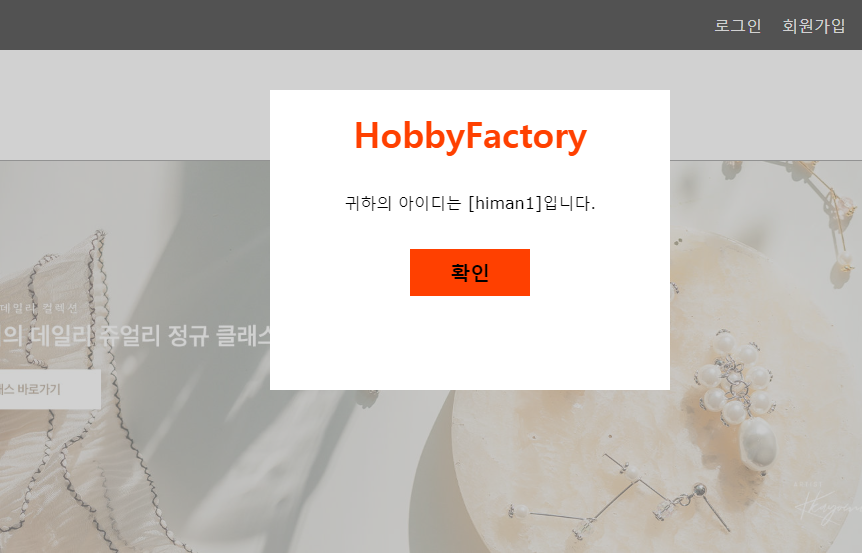 로그인 회원가입
HobbyFactory
귀하의 아이디는 [himan1]입니다.
확인
데일리 컬렉션
의 데일리 쥬얼리 정규 클래스
바로가기